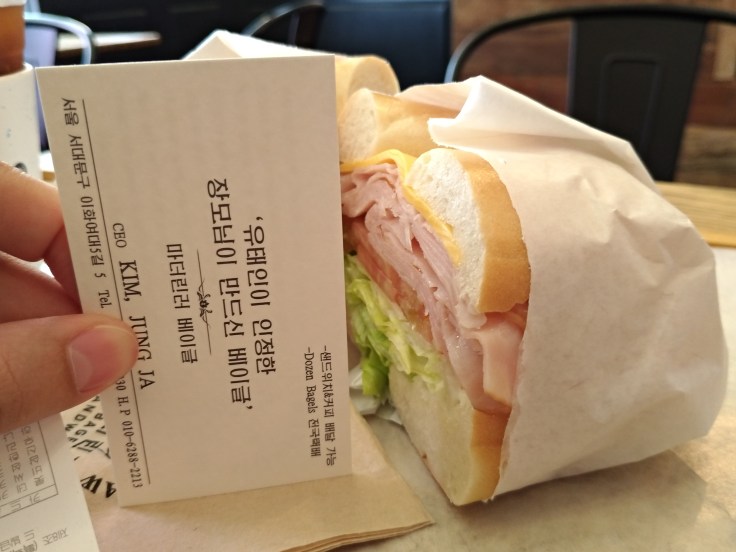 -샌드위치&커피 배달 가능
-Dozen Bagels 전국택배
'유태인이 인정한
장모님이 만드신 베이글'
마더린러 베이글
CEO KIM, JUNG JA
서울 서대문구 이화여대5길 5 Tel. 30 H.P 010-6288-2213